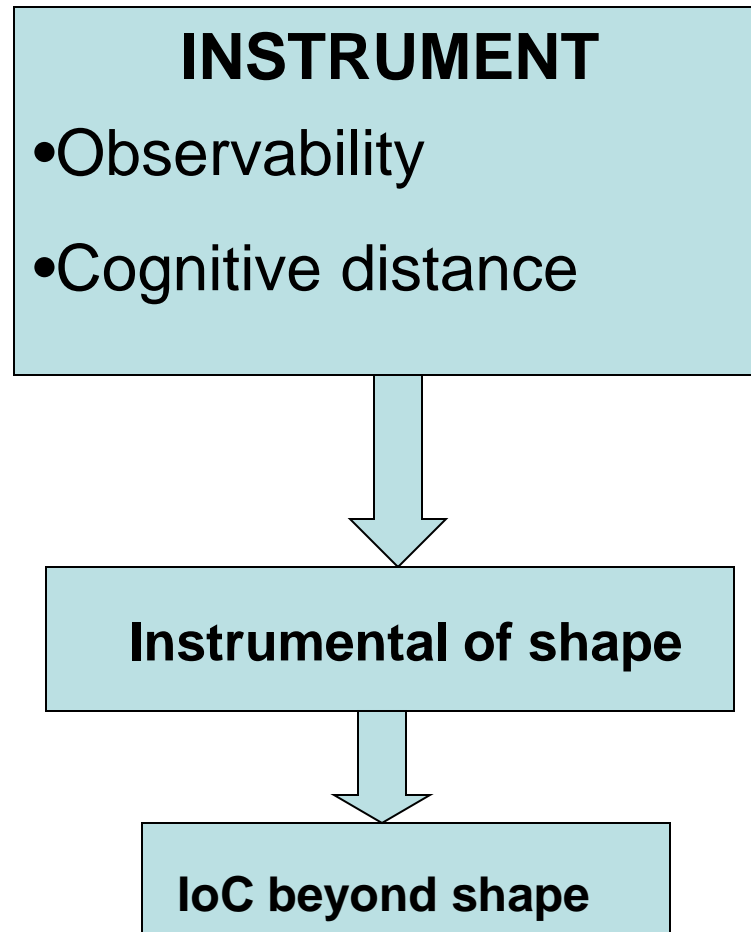 INSTRUMENT
•Observability
•Cognitive distance
Instrumental of shape
IoC beyond shape